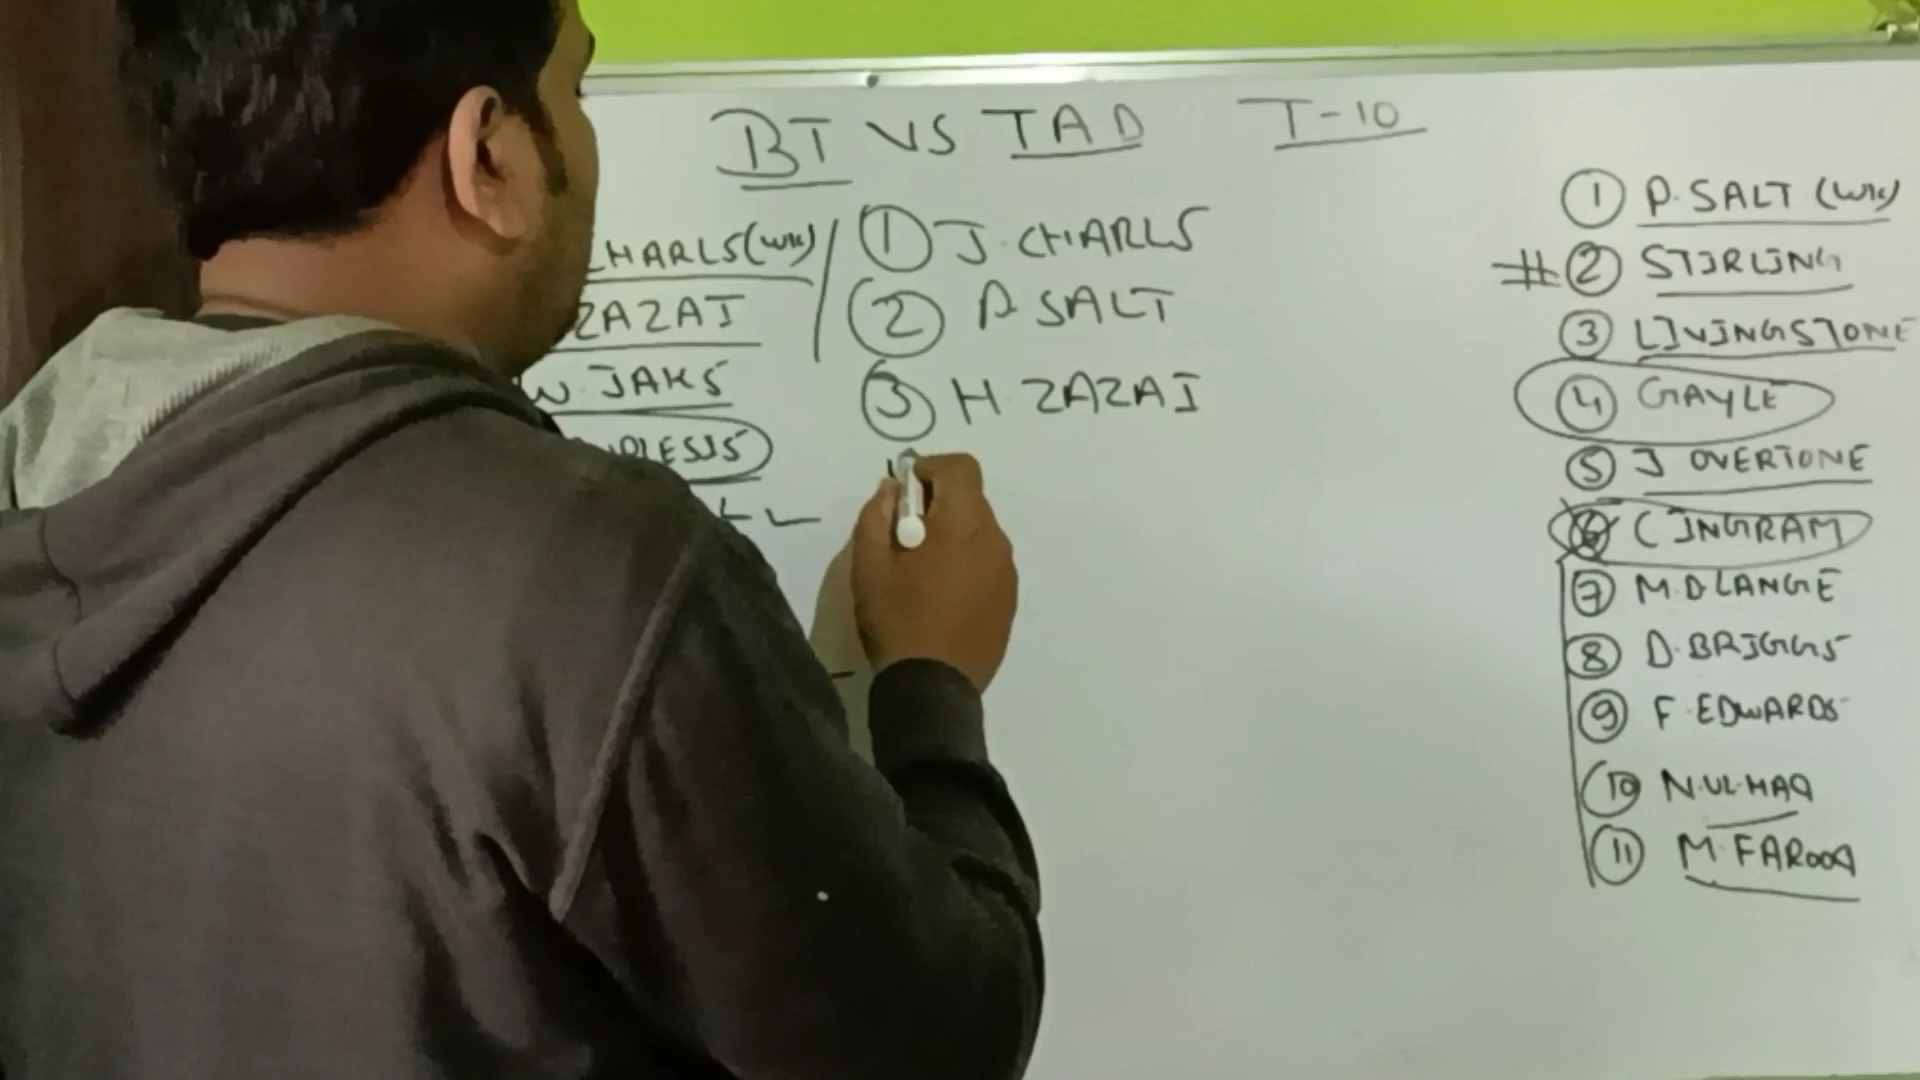 BT VS TAD T-10
HARLS(WK)
ZAZAI
W. JAKS
PLESIS
① J. CHARLS
② P. SALT
③ H. ZAZAI
① P. SALT (WK)
# ② STIRLING
③ LIVINGSTONE
④ GAYLE
⑤ J OVERTONE
⑥ C INGRAM
⑦ M. D LANGE
⑧ D. BRIGGS
⑨ F. EDWARDS
⑩ N. UL. HAQ
⑪ M. FAROOQ